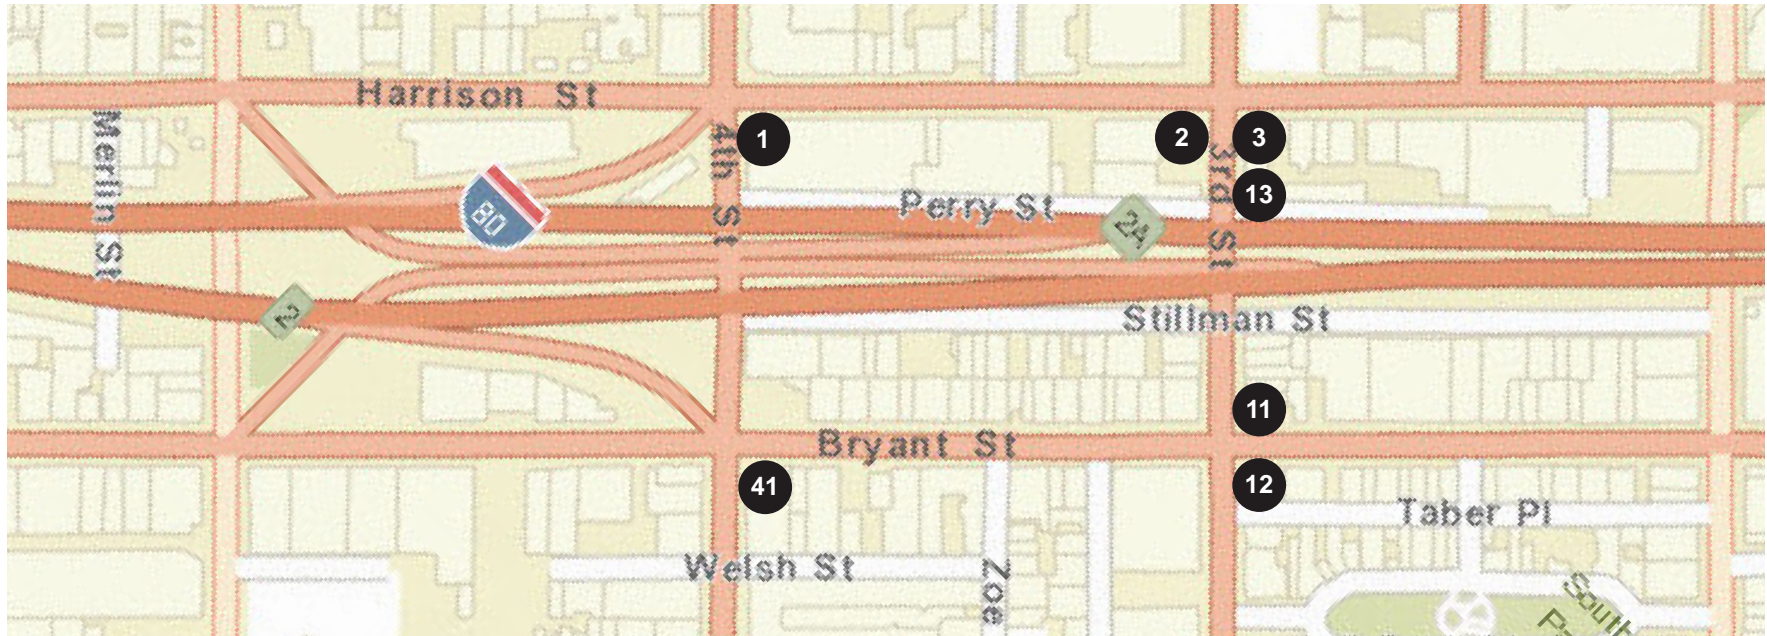 Harrison St
Merlin St
4th St
1
2
3
3rd St
13
80
Perry St
24
2
Stillman St
11
Bryant St
41
12
Taber Pl
Welsh St
Zoe
South